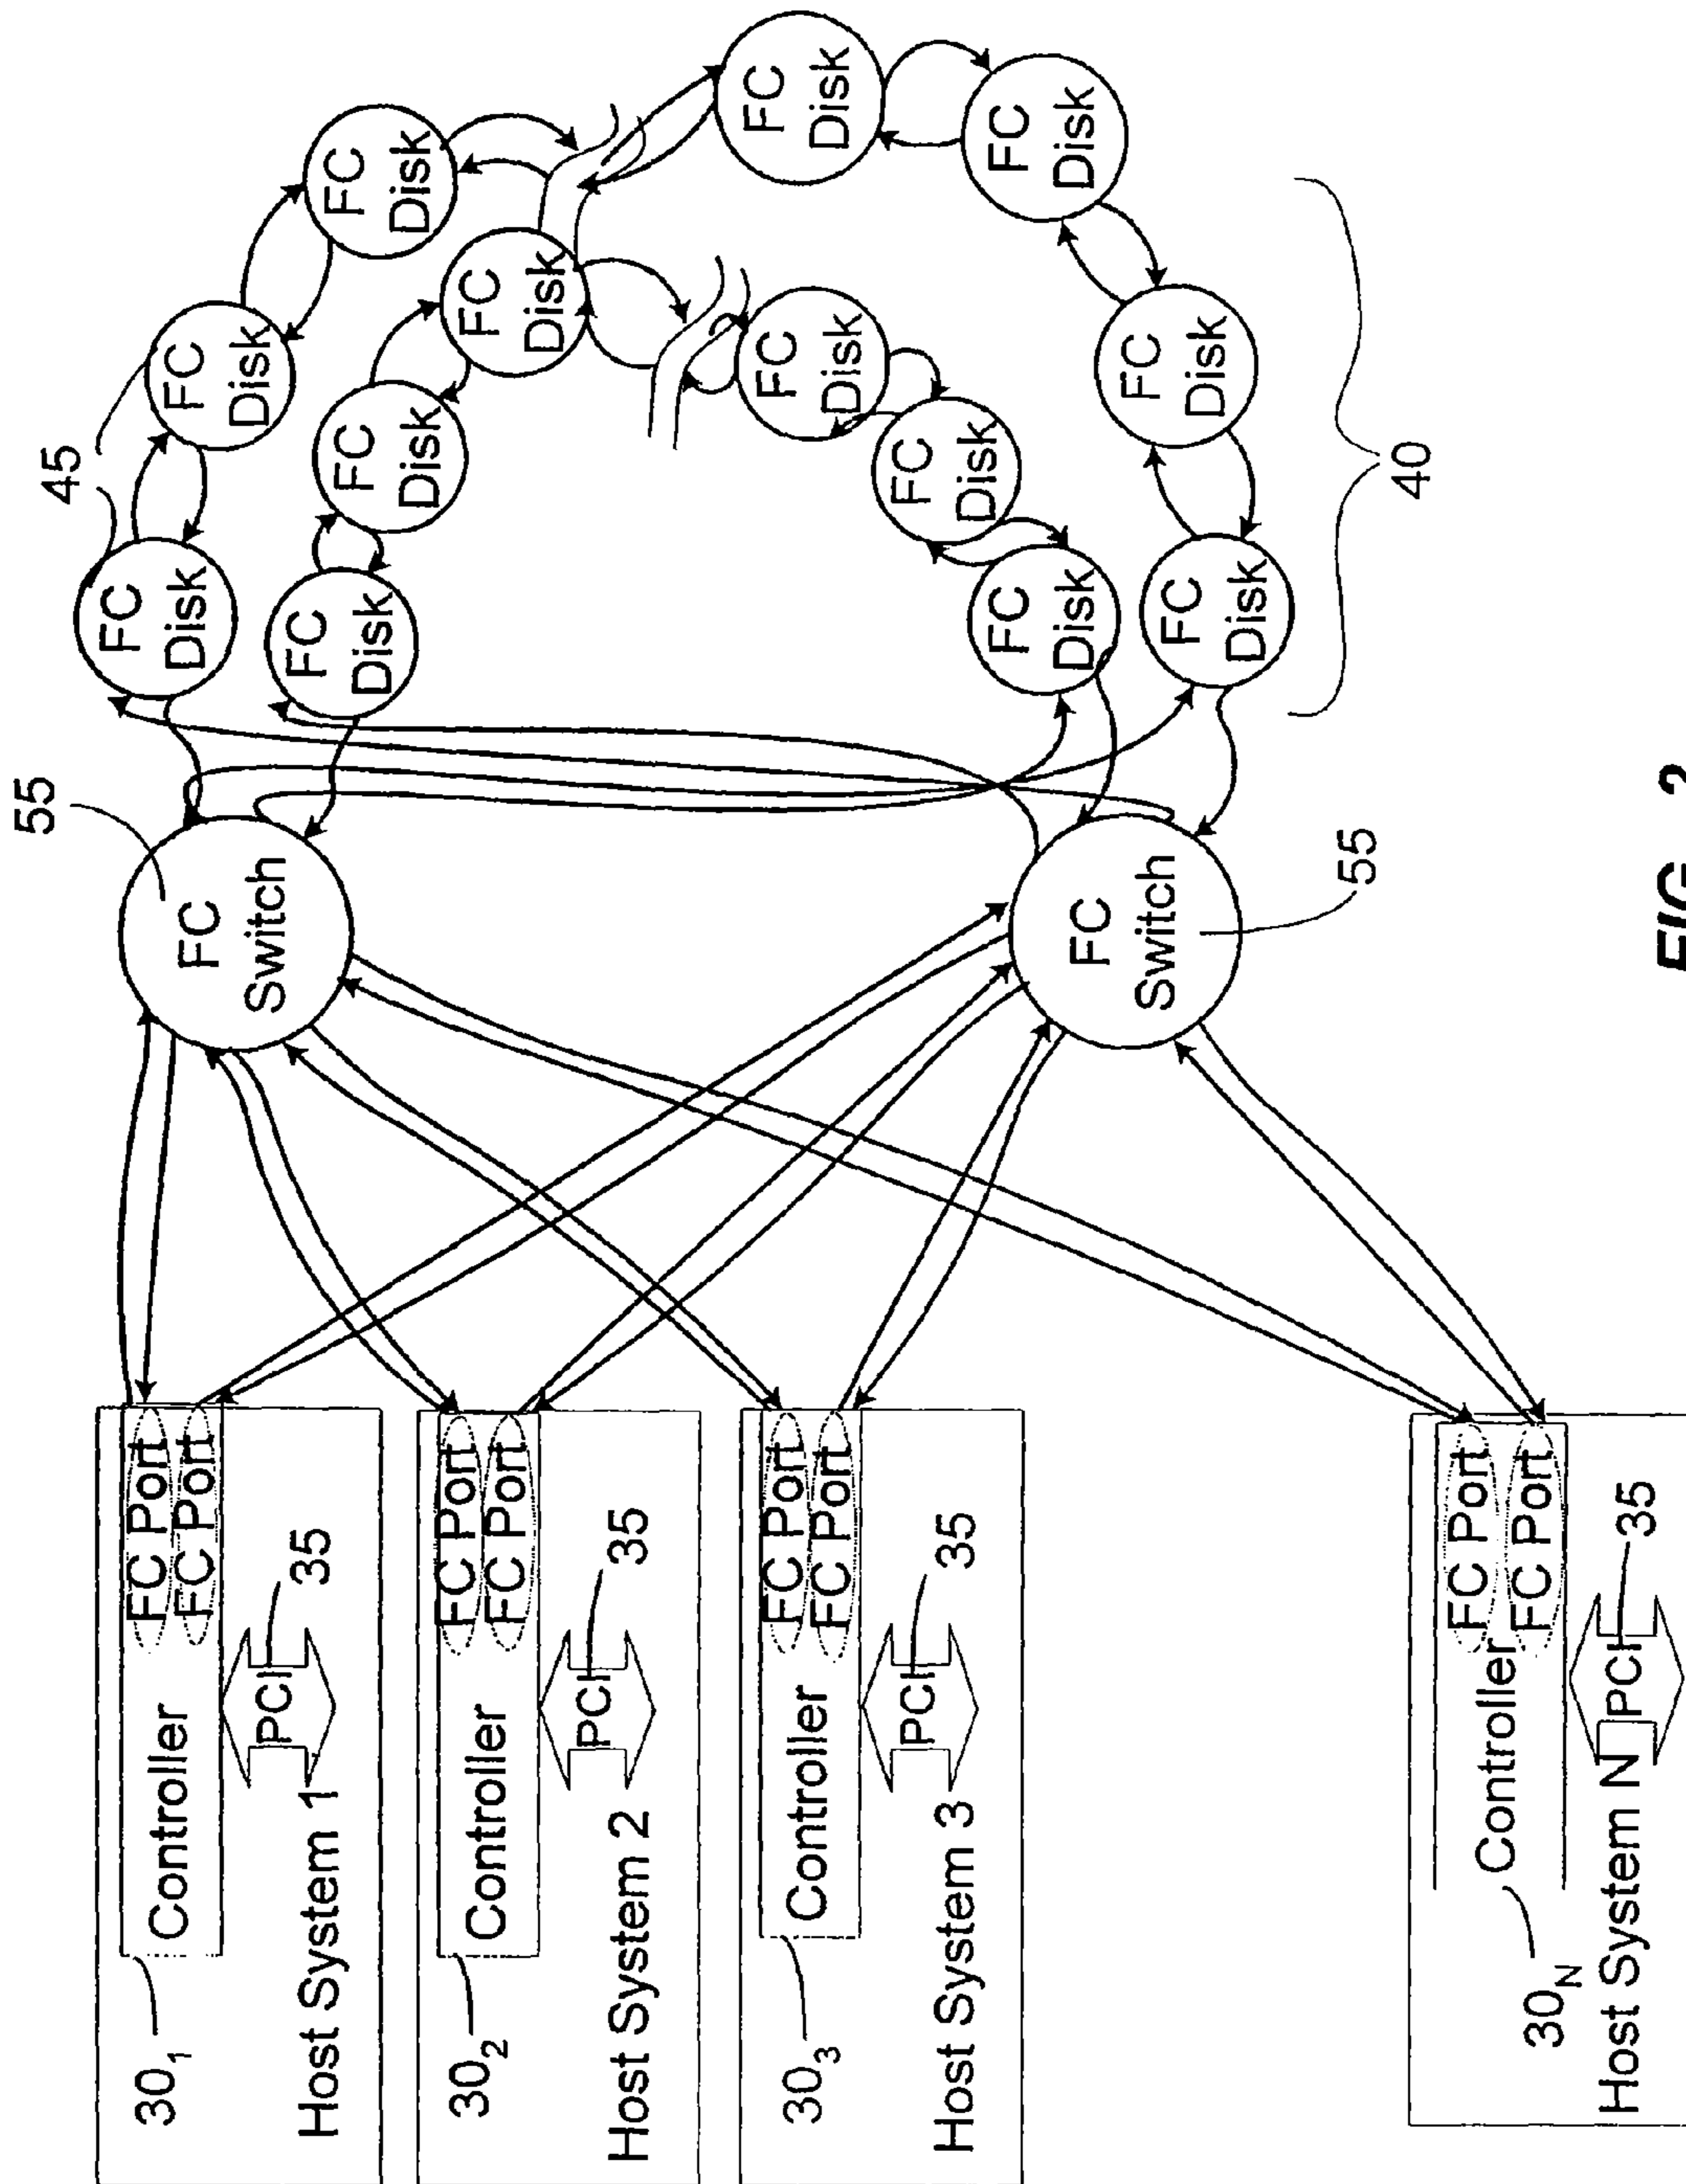 30₁
Controller
FC Port
FC Port
PCI
35
Host System 1
30₂
Controller
FC Port
FC Port
PCI
35
Host System 2
30₃
Controller
FC Port
FC Port
PCI
35
Host System 3
30N
Controller
FC Port
FC Port
PCI
35
Host System N
55
FC
Switch
FC
Switch
55
45
FC
Disk
FC
Disk
FC
Disk
FC
Disk
FC
Disk
FC
Disk
FC
Disk
FC
Disk
FC
Disk
FC
Disk
FC
Disk
FC
Disk
FC
Disk
40
FIG. 2